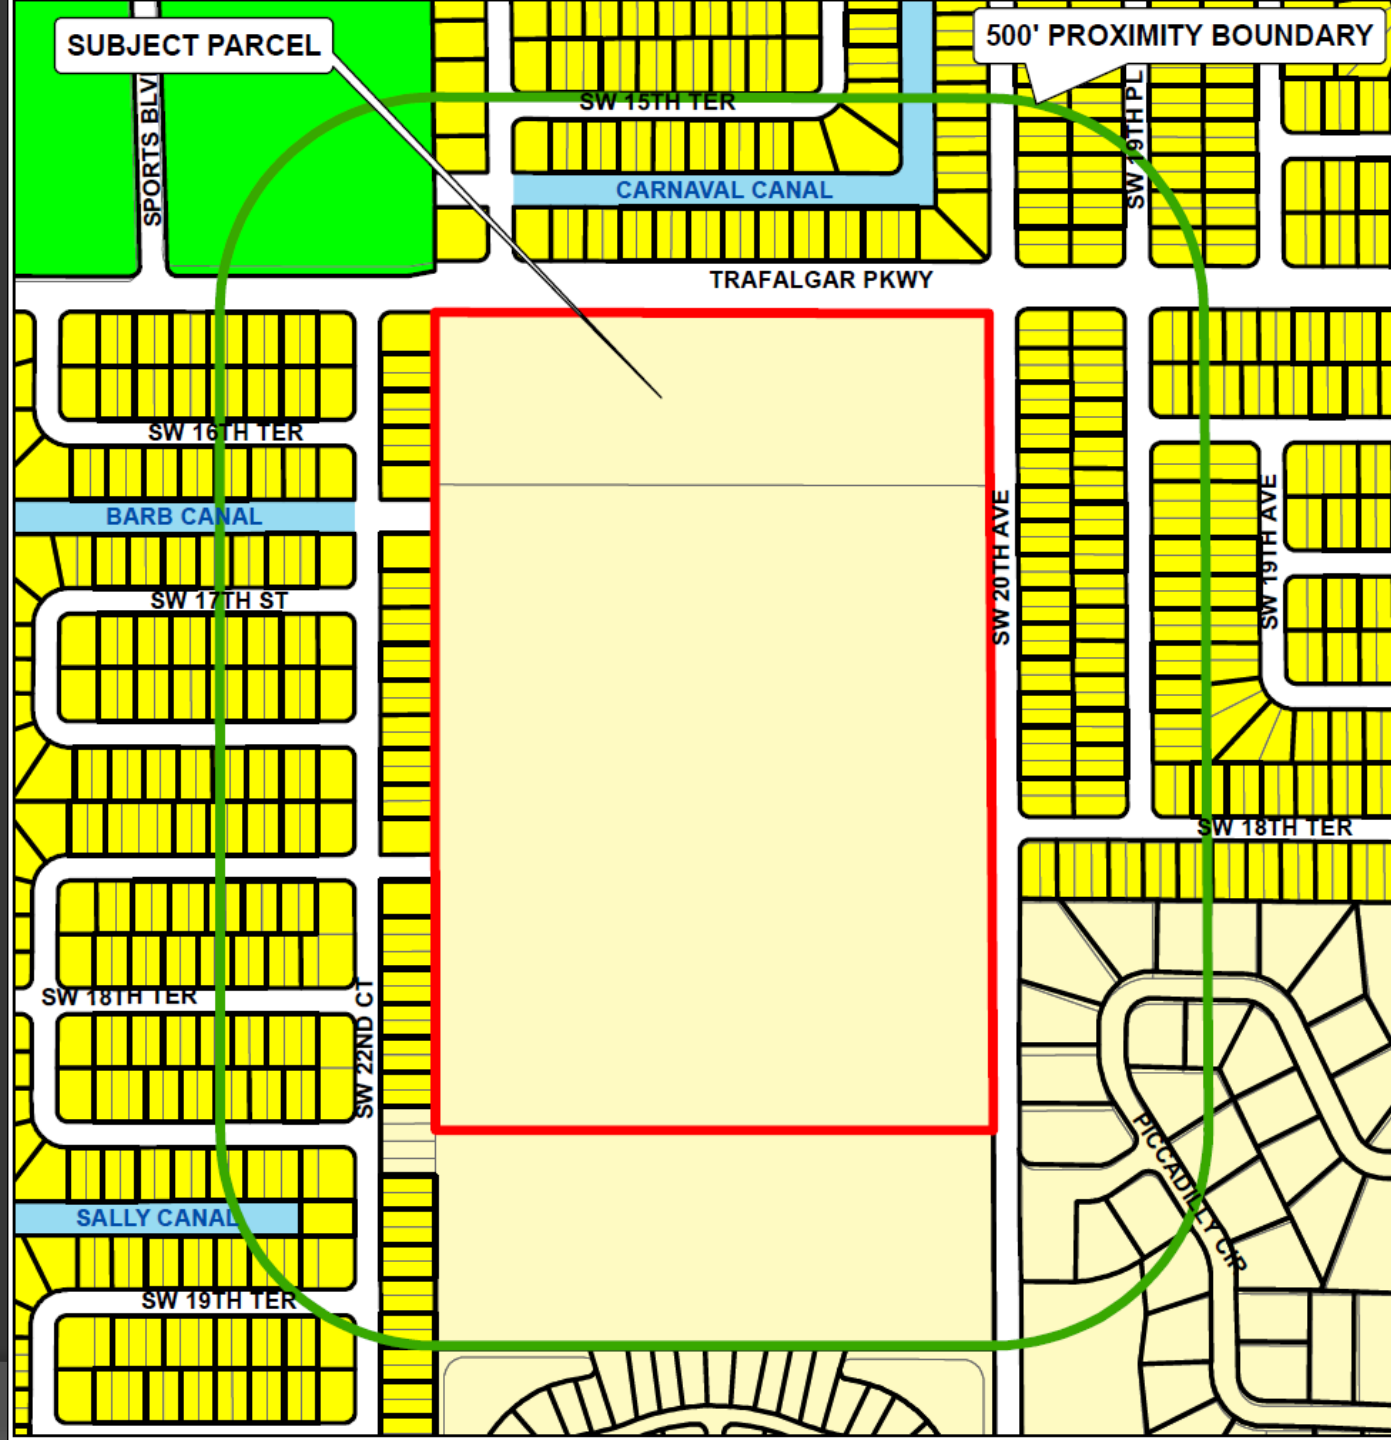 SUBJECT PARCEL
500' PROXIMITY BOUNDARY
SPORTS BLV
SW 15TH TER
SW 19TH PL
CARNAVAL CANAL
TRAFALGAR PKWY
SW 16TH TER
BARB CANAL
SW 20TH AVE
SW 19TH AVE
SW 17TH ST
SW 18TH TER
SW 18TH TER
SW 22ND CT
PICCADILLY CIR
SALLY CANAL
SW 19TH TER